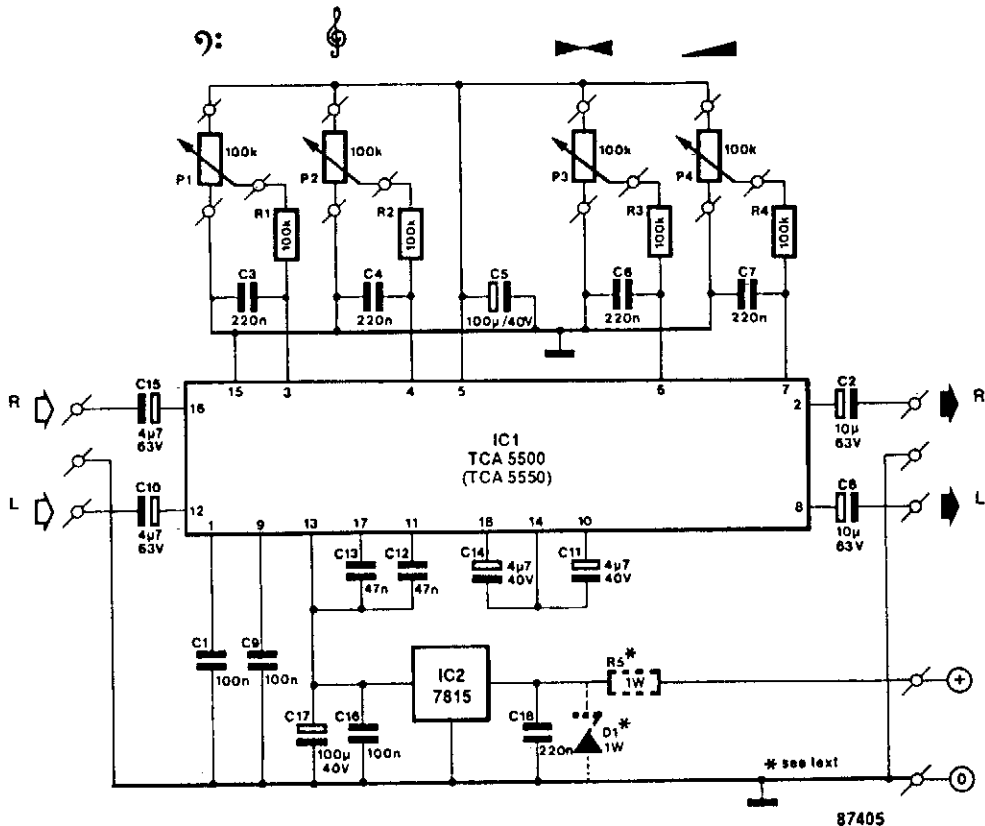 100k
P1
100k
P2
100k
P3
100k
P4
R1
100k
R2
100k
R3
100k
R4
100k
C3
220n
C4
220n
C5
100µ/40V
C6
220n
C7
220n
R
C15
4µ7
63V
15
3
4
5
6
7
16
2
C2
10µ
63V
R
IC1
TCA 5500
(TCA 5550)
L
C10
4µ7
63V
12
8
C8
10µ
63V
L
1
9
13
17
11
18
14
10
C13
47n
C12
47n
C14
4µ7
40V
C11
4µ7
40V
C1
100n
C9
100n
IC2
7815
R5*
1W
+
C17
100µ
40V
C16
100n
C18
220n
D1*
1W
* see text
0
87405